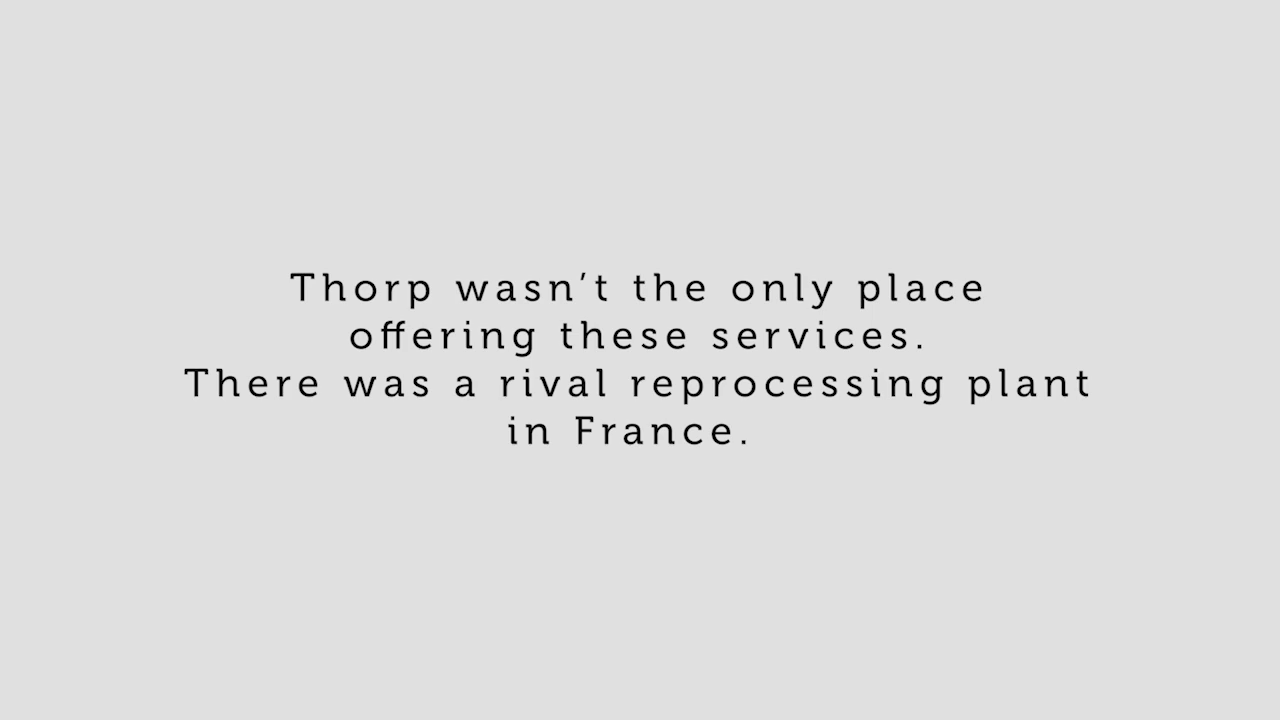 Thorp wasn’t the only place
offering these services.
There was a rival reprocessing plant
in France.